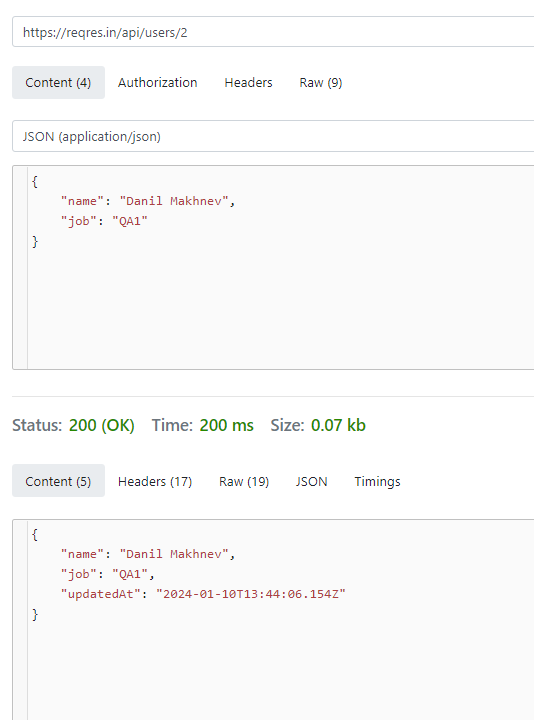 https://reqres.in/api/users/2
Content (4) Authorization Headers Raw (9)
JSON (application/json)
{
    "name": "Danil Makhnev",
    "job": "QA1"
}
Status: 200 (OK) Time: 200 ms Size: 0.07 kb
Content (5) Headers (17) Raw (19) JSON Timings
{
    "name": "Danil Makhnev",
    "job": "QA1",
    "updatedAt": "2024-01-10T13:44:06.154Z"
}